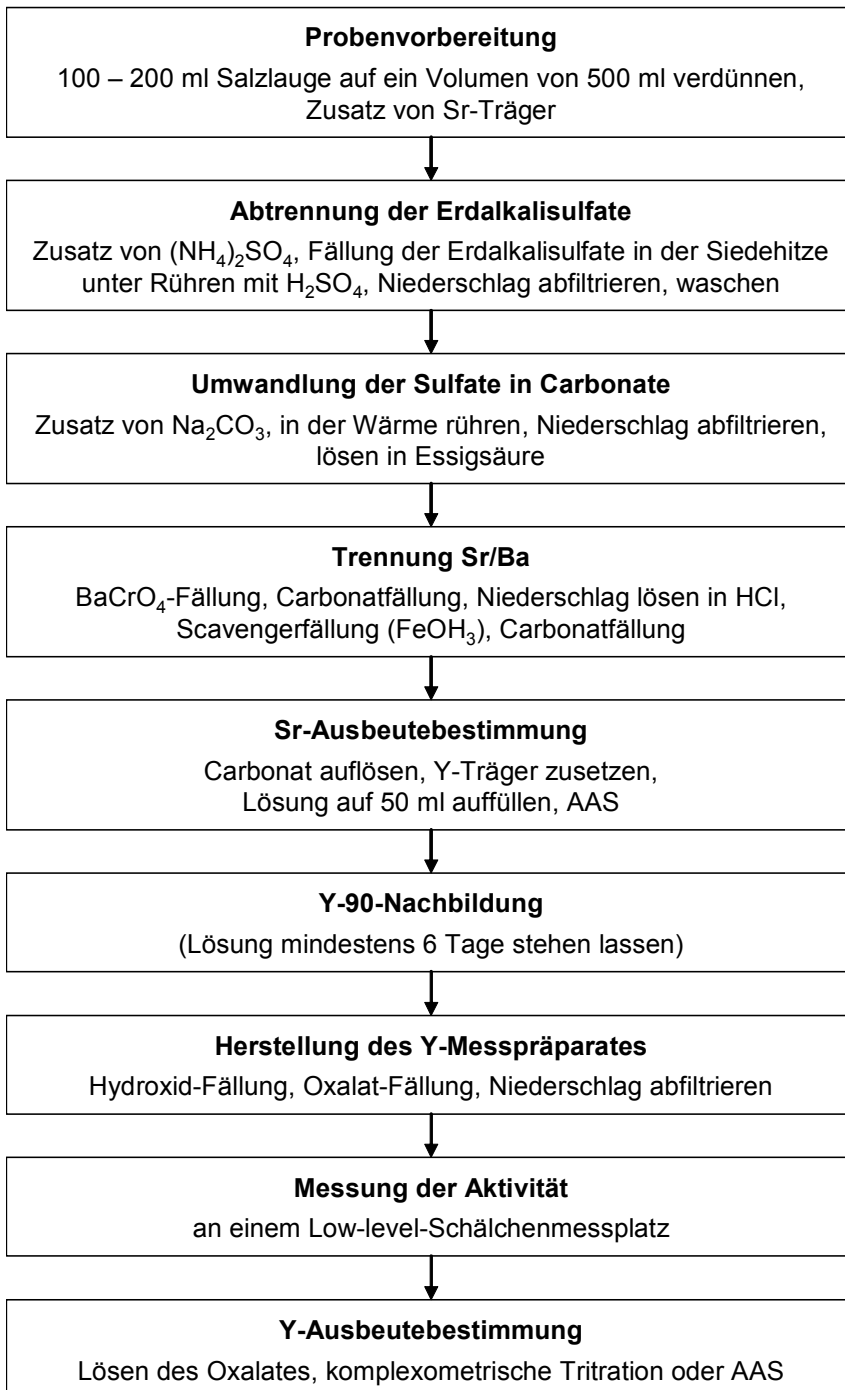 Probenvorbereitung
100 – 200 ml Salzlauge auf ein Volumen von 500 ml verdünnen,
Zusatz von Sr-Träger
Abtrennung der Erdalkalisulfate
Zusatz von (NH₄)₂SO₄, Fällung der Erdalkalisulfate in der Siedehitze
unter Rühren mit H₂SO₄, Niederschlag abfiltrieren, waschen
Umwandlung der Sulfate in Carbonate
Zusatz von Na₂CO₃, in der Wärme rühren, Niederschlag abfiltrieren,
lösen in Essigsäure
Trennung Sr/Ba
BaCrO₄-Fällung, Carbonatfällung, Niederschlag lösen in HCl,
Scavengerfällung (FeOH₃), Carbonatfällung
Sr-Ausbeutebestimmung
Carbonat auflösen, Y-Träger zusetzen,
Lösung auf 50 ml auffüllen, AAS
Y-90-Nachbildung
(Lösung mindestens 6 Tage stehen lassen)
Herstellung des Y-Messpräparates
Hydroxid-Fällung, Oxalat-Fällung, Niederschlag abfiltrieren
Messung der Aktivität
an einem Low-level-Schälchenmessplatz
Y-Ausbeutebestimmung
Lösen des Oxalates, komplexometrische Tritration oder AAS